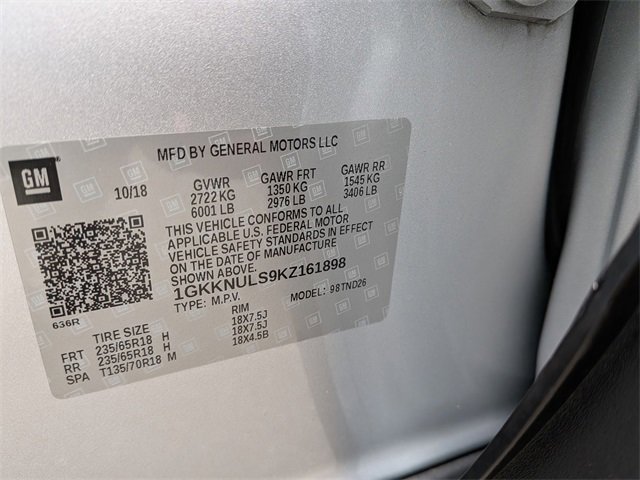 MFD BY GENERAL MOTORS LLC
GM
10/18
GVWR GAWR FRT GAWR RR
2722 KG 1350 KG 1545 KG
6001 LB 2976 LB 3406 LB
THIS VEHICLE CONFORMS TO ALL
APPLICABLE U.S. FEDERAL MOTOR
VEHICLE SAFETY STANDARDS IN EFFECT
ON THE DATE OF MANUFACTURE
SHOWN ABOVE.
1GKKNULS9KZ161898
TYPE: M.P.V. MODEL: 98TND26
636R
TIRE SIZE RIM
FRT 235/65R18 H 18X7.5J
RR 235/65R18 H 18X7.5J
SPA T135/70R18 M 18X4.5B